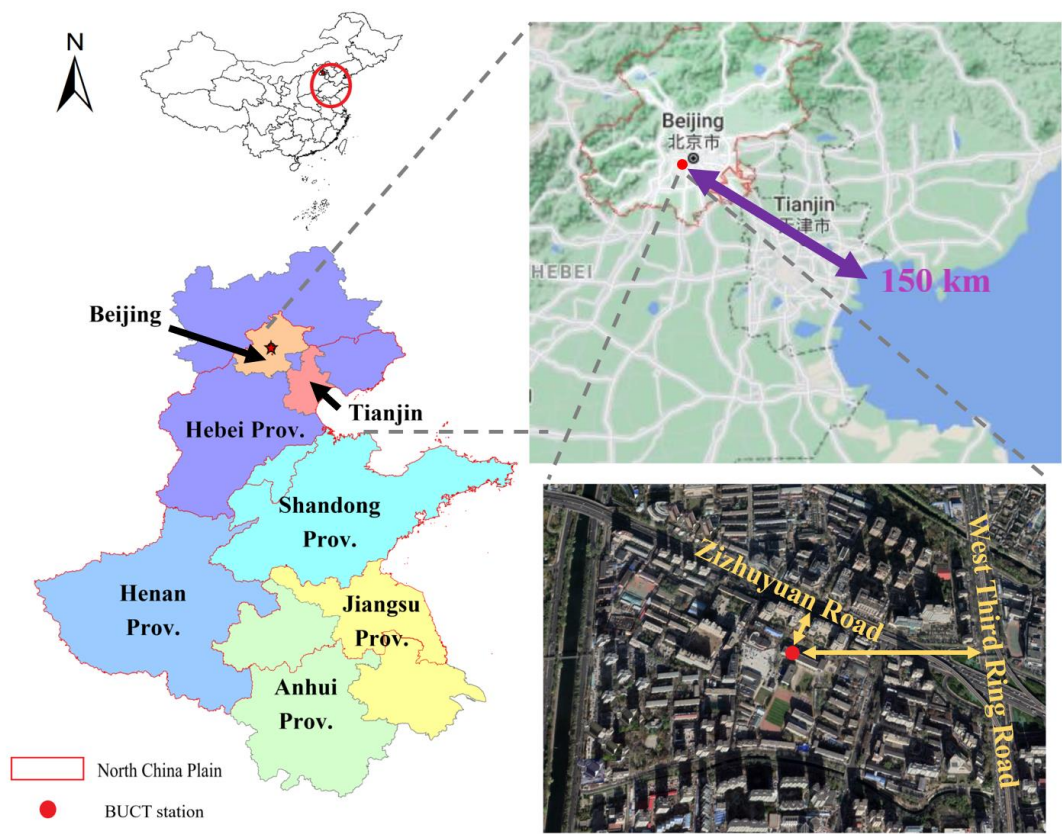 N
Beijing
北京市
Tianjin
天津市
HEBEI
150 km
Beijing
Tianjin
Hebei Prov.
Shandong
Prov.
Henan
Prov.
Jiangsu
Prov.
Anhui
Prov.
North China Plain
BUCT station
Zizhuyuan Road
West Third Ring Road